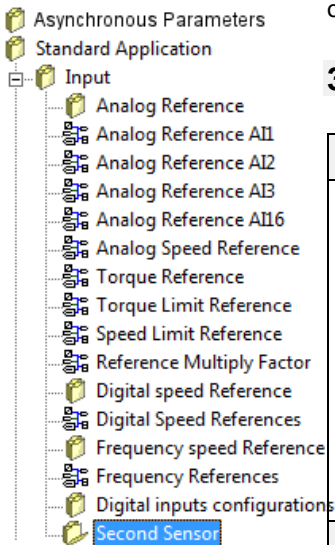 Asynchronous Parameters
Standard Application
Input
Analog Reference
Analog Reference AI1
Analog Reference AI2
Analog Reference AI3
Analog Reference AI16
Analog Speed Reference
Torque Reference
Torque Limit Reference
Speed Limit Reference
Reference Multiply Factor
Digital speed Reference
Digital Speed References
Frequency speed Reference
Frequency References
Digital inputs configurations
Second Sensor